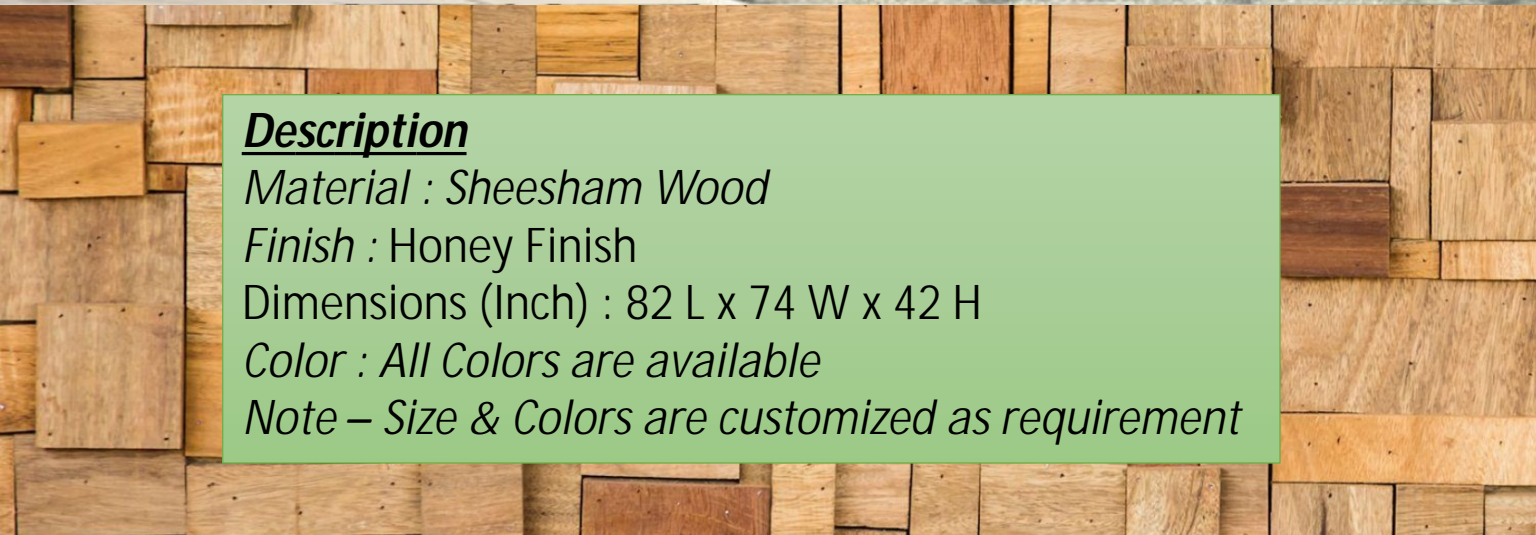 Description
Material : Sheesham Wood
Finish : Honey Finish
Dimensions (Inch) : 82 L x 74 W x 42 H
Color : All Colors are available
Note – Size & Colors are customized as requirement